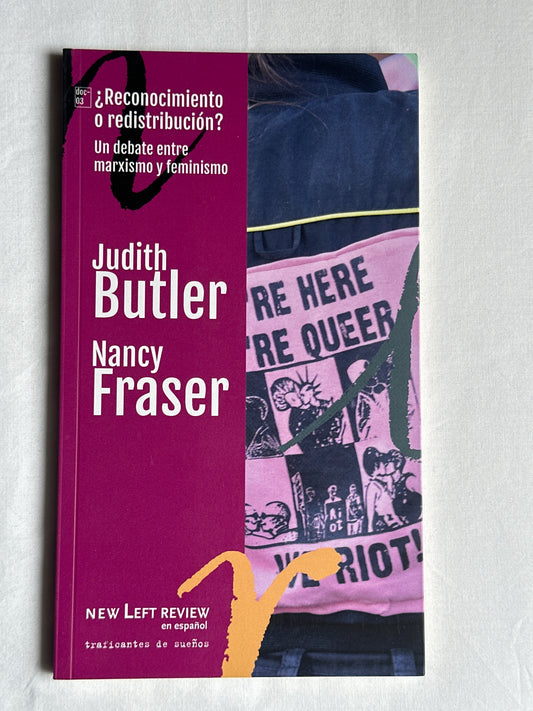 doc-
03
¿Reconocimiento
o redistribución?
Un debate entre
marxismo y feminismo
Judith
Butler
Nancy
Fraser
'RE HERE
'RE QUEER
RIOT
WE RIOT!
NEW LEFT REVIEW
en español
traficantes de sueños